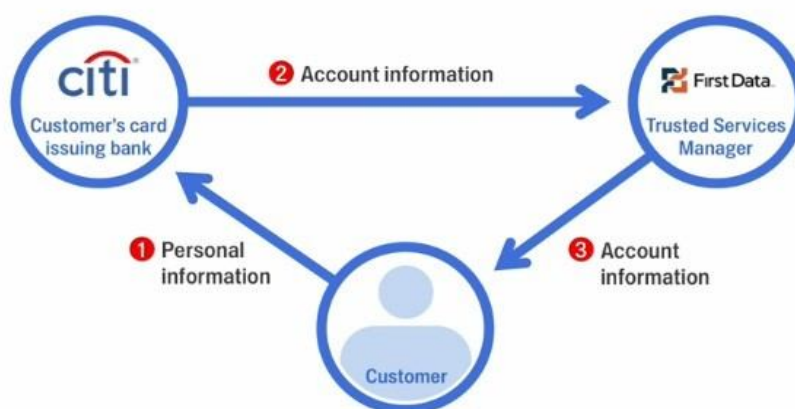 citi
Customer's card
issuing bank
2 Account information
First Data
Trusted Services
Manager
1 Personal
information
3 Account
information
Customer